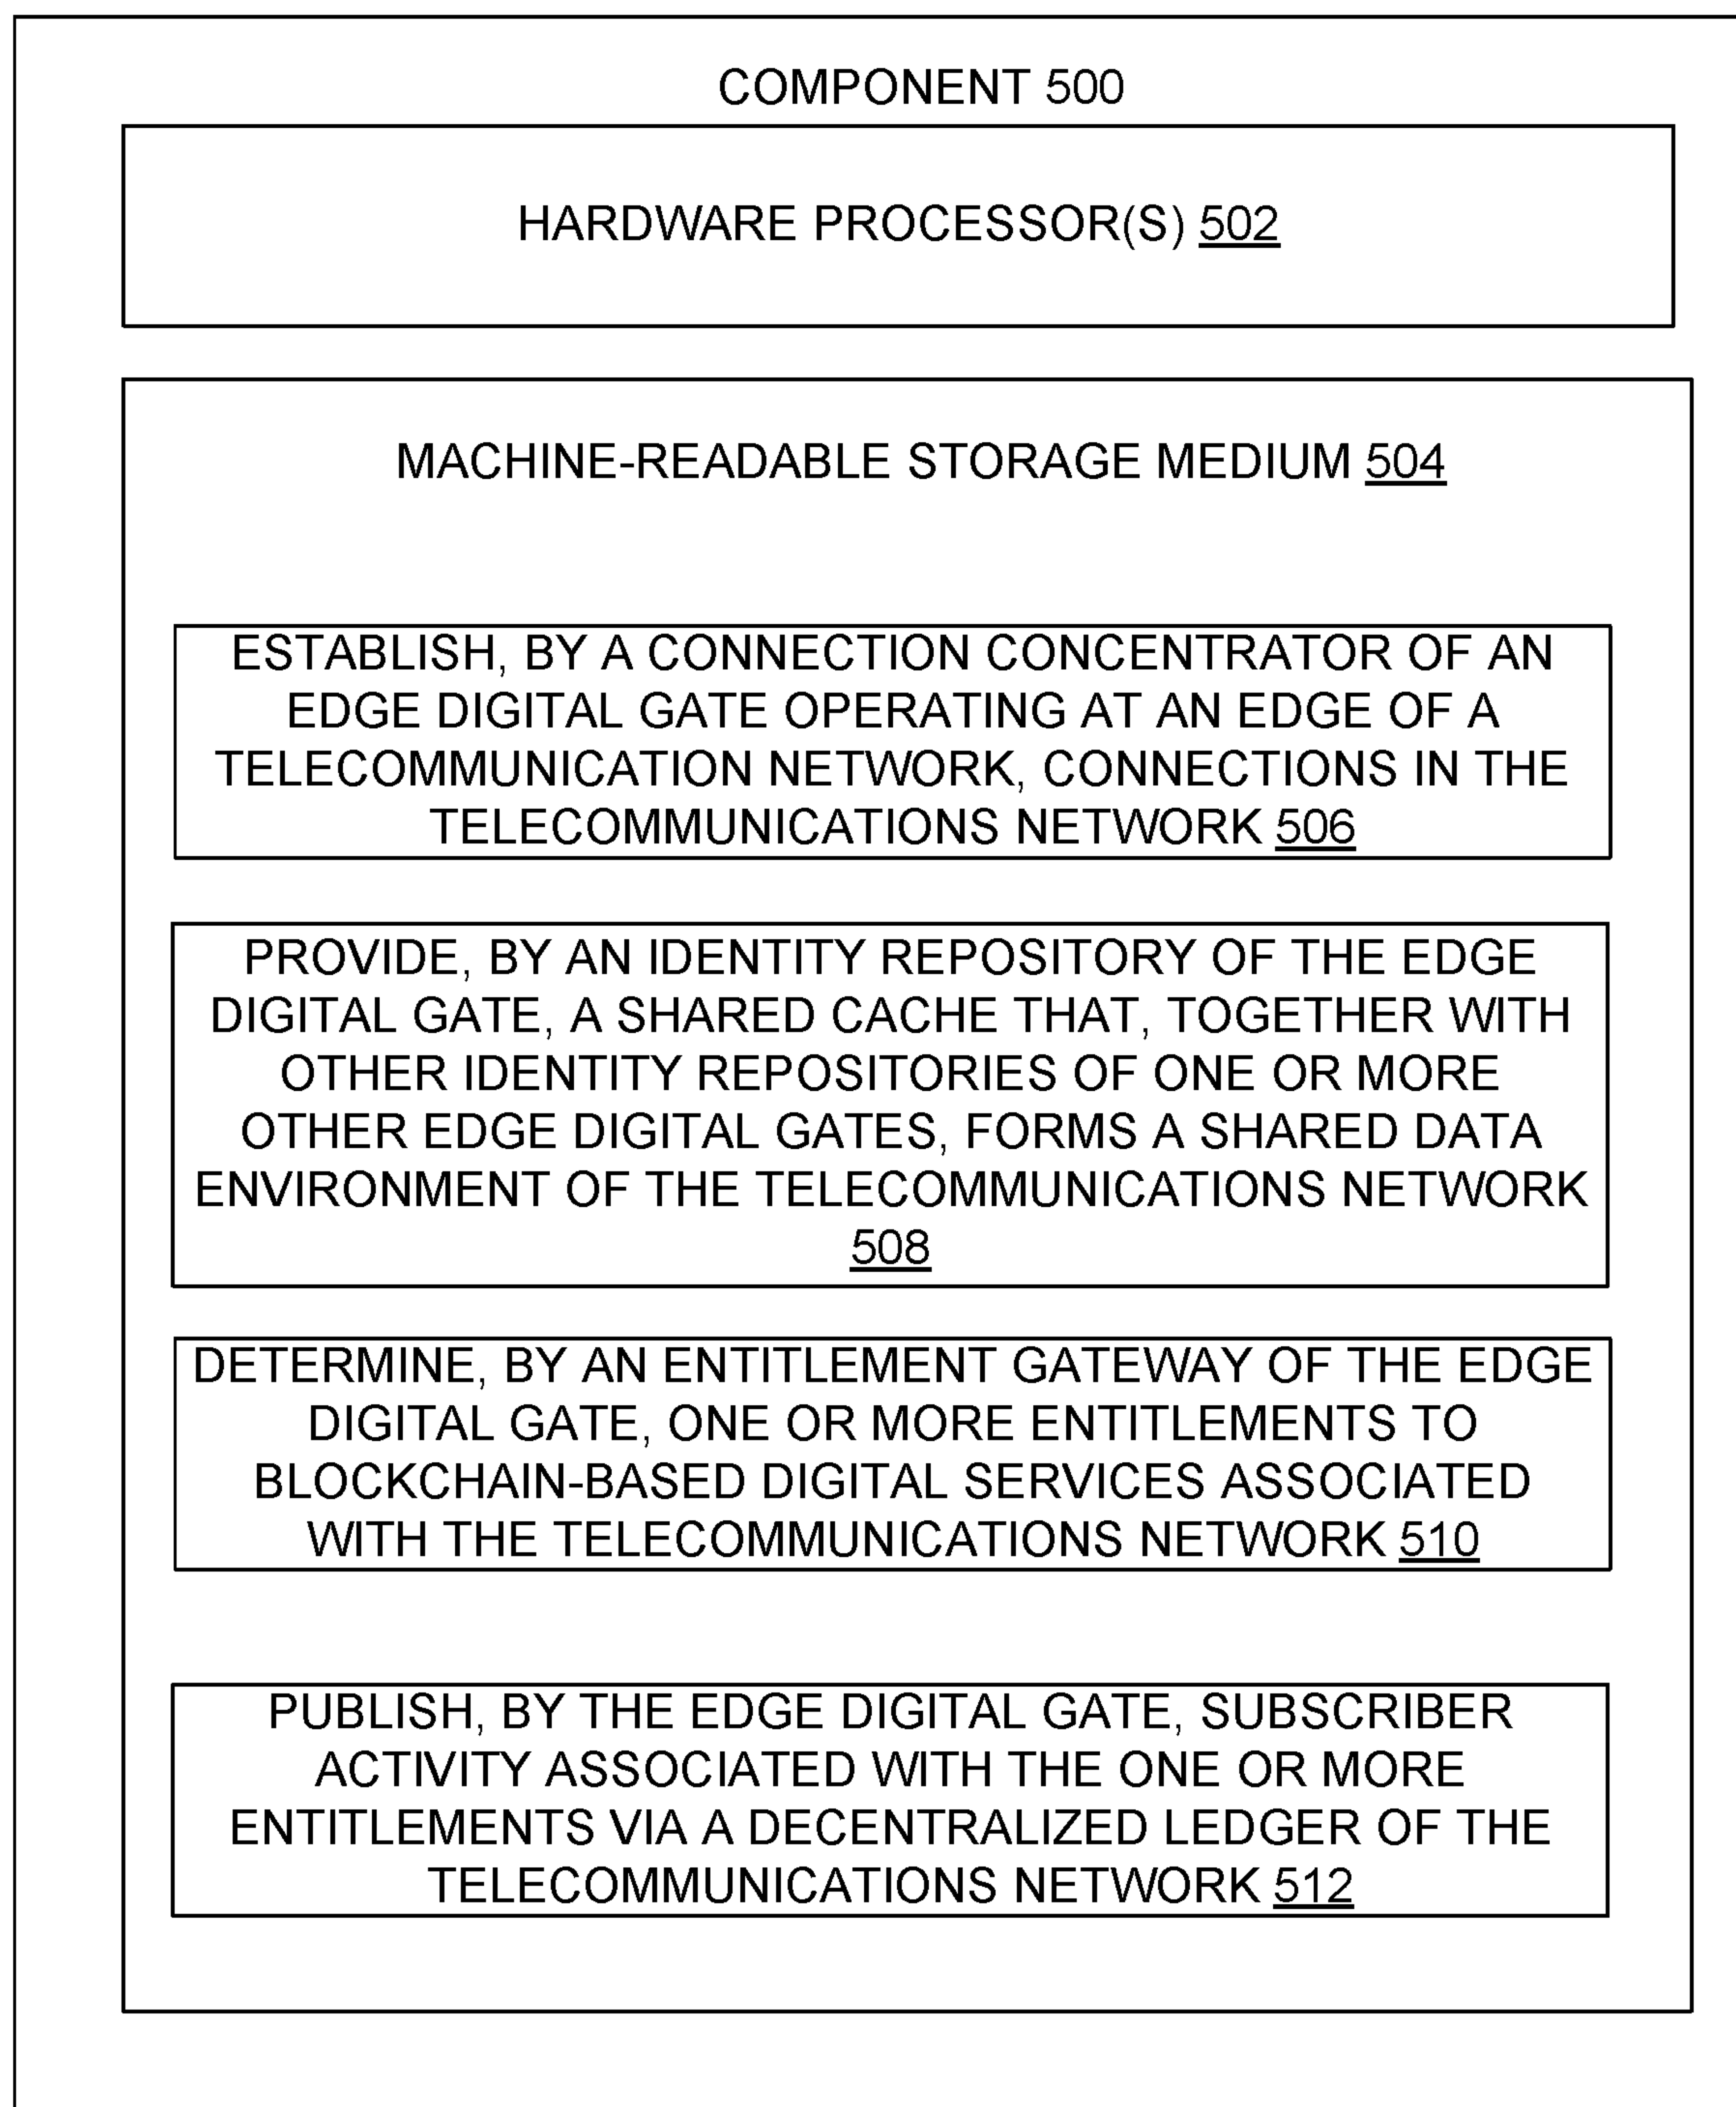 COMPONENT 500
HARDWARE PROCESSOR(S) 502
MACHINE-READABLE STORAGE MEDIUM 504
ESTABLISH, BY A CONNECTION CONCENTRATOR OF AN
EDGE DIGITAL GATE OPERATING AT AN EDGE OF A
TELECOMMUNICATION NETWORK, CONNECTIONS IN THE
TELECOMMUNICATIONS NETWORK 506
PROVIDE, BY AN IDENTITY REPOSITORY OF THE EDGE
DIGITAL GATE, A SHARED CACHE THAT, TOGETHER WITH
OTHER IDENTITY REPOSITORIES OF ONE OR MORE
OTHER EDGE DIGITAL GATES, FORMS A SHARED DATA
ENVIRONMENT OF THE TELECOMMUNICATIONS NETWORK
508
DETERMINE, BY AN ENTITLEMENT GATEWAY OF THE EDGE
DIGITAL GATE, ONE OR MORE ENTITLEMENTS TO
BLOCKCHAIN-BASED DIGITAL SERVICES ASSOCIATED
WITH THE TELECOMMUNICATIONS NETWORK 510
PUBLISH, BY THE EDGE DIGITAL GATE, SUBSCRIBER
ACTIVITY ASSOCIATED WITH THE ONE OR MORE
ENTITLEMENTS VIA A DECENTRALIZED LEDGER OF THE
TELECOMMUNICATIONS NETWORK 512